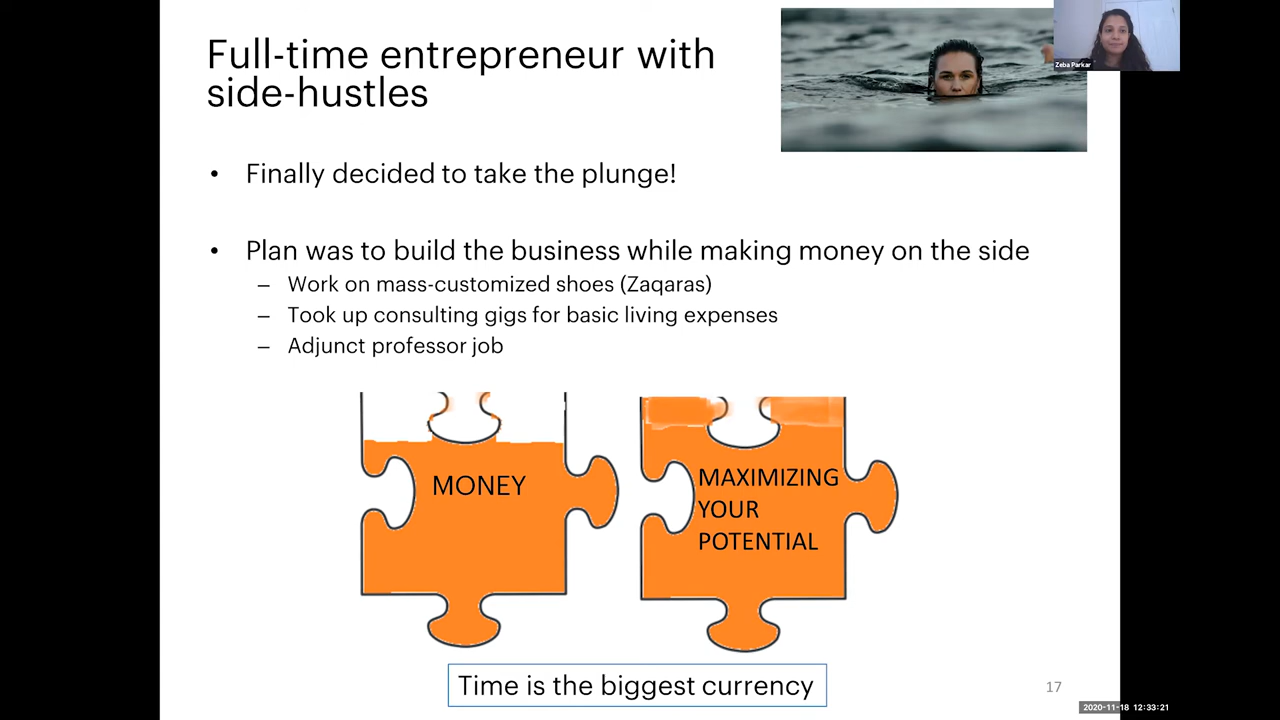 Full-time entrepreneur with
side-hustles
Zeba Parkar
• Finally decided to take the plunge!
• Plan was to build the business while making money on the side
– Work on mass-customized shoes (Zaqaras)
– Took up consulting gigs for basic living expenses
– Adjunct professor job
MONEY
MAXIMIZING
YOUR
POTENTIAL
Time is the biggest currency
17
2020-11-18 12:33:21